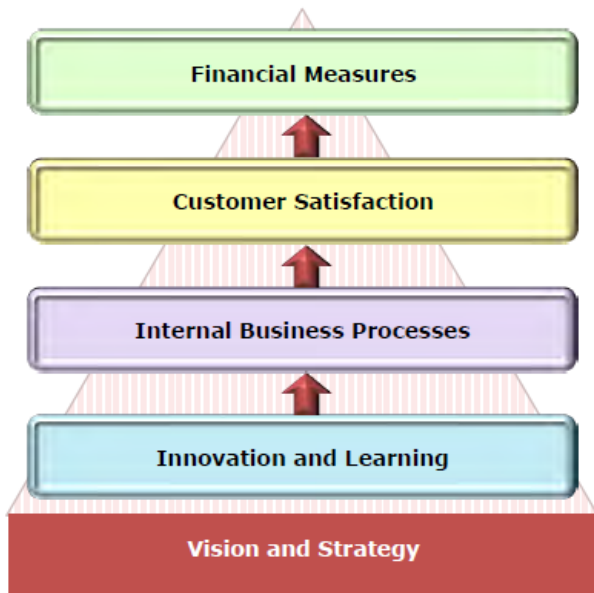 Financial Measures
Customer Satisfaction
Internal Business Processes
Innovation and Learning
Vision and Strategy